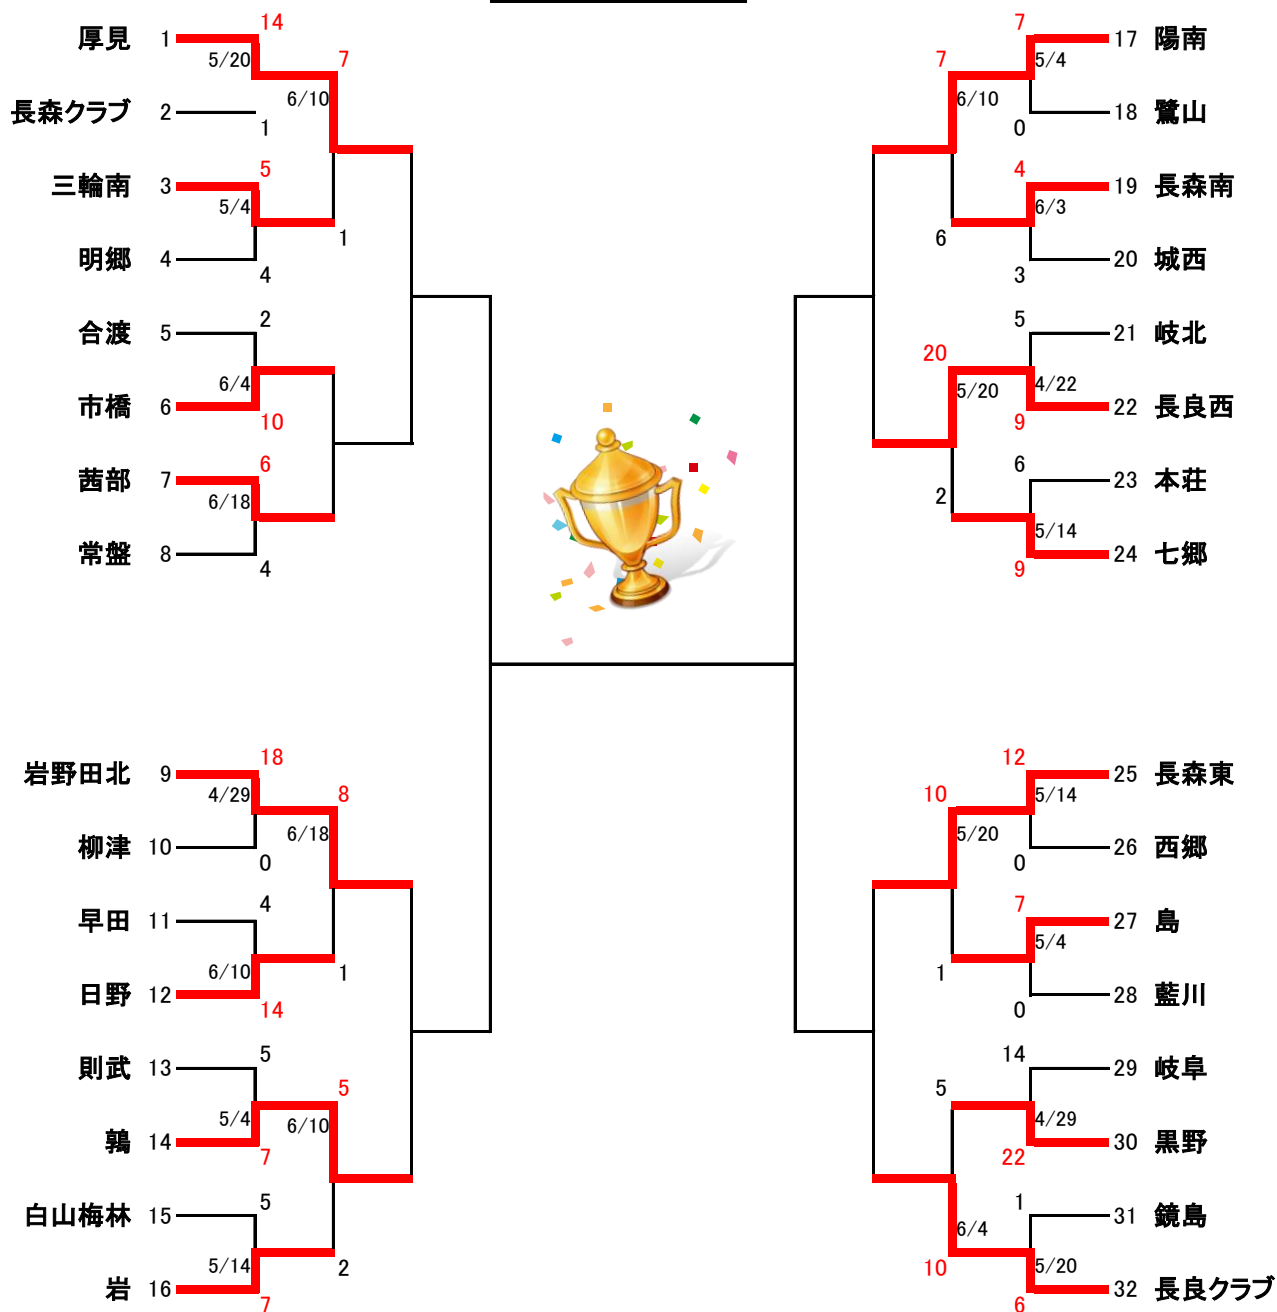 14
7
厚見 1
17 陽南
5/20
7
7
5/4
6/10
6/10
長森クラブ 2
18 鷺山
1
0
5
4
三輪南 3
19 長森南
5/4
6/3
1
6
明郷 4
20 城西
4
3
2
5
合渡 5
21 岐北
20
6/4
5/20
4/22
市橋 6
22 長良西
10
9
6
6
茜部 7
23 本荘
6/18
2
5/14
常盤 8
24 七郷
4
9
18
12
岩野田北 9
25 長森東
4/29
8
10
5/14
6/18
5/20
柳津 10
26 西郷
0
0
4
7
早田 11
27 島
6/10
1
1
5/4
日野 12
28 藍川
14
0
5
14
則武 13
29 岐阜
5
5
5/4
6/10
4/29
鶉 14
30 黒野
7
22
5
1
白山梅林 15
31 鏡島
6/4
5/14
2
10
5/20
岩 16
32 長良クラブ
7
6